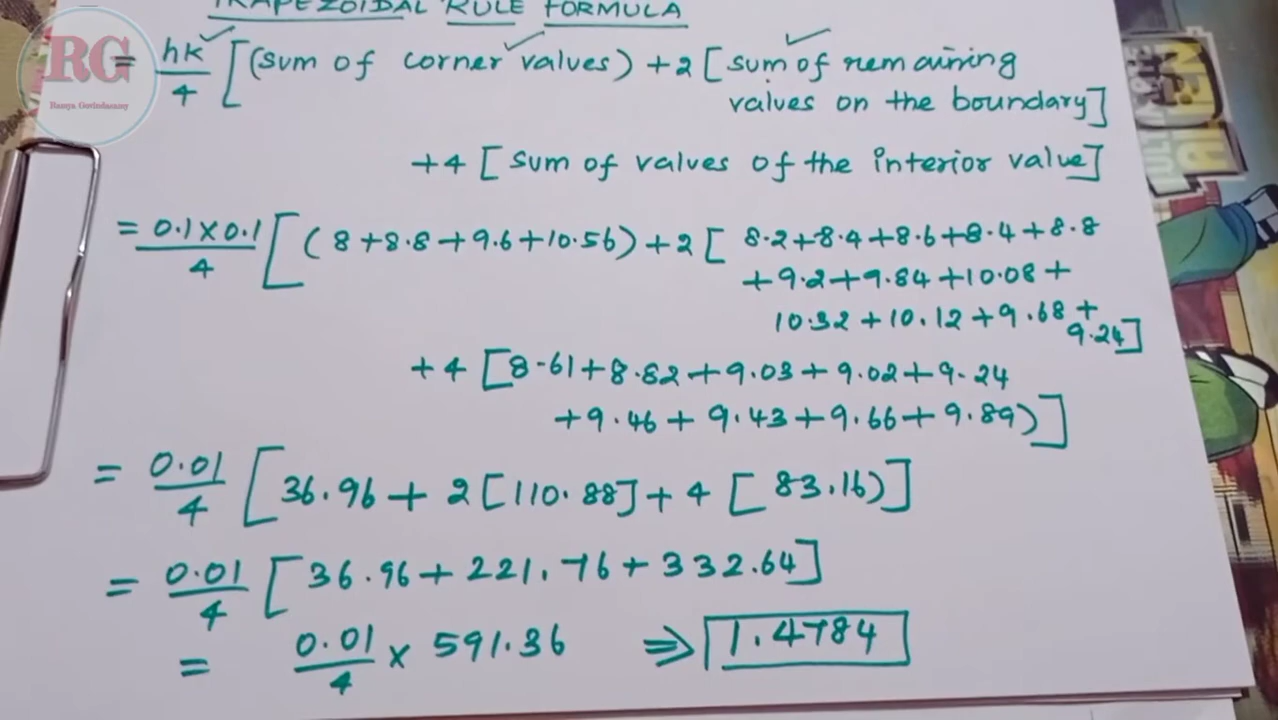 TRAPEZOIDAL RULE FORMULA
RG
Ramya Govindasamy
= hk/4 [(sum of corner values) + 2 [sum of remaining
values on the boundary]
+4 [sum of values of the interior value]
= 0.1×0.1/4 [(8+8.8+9.6+10.56)+2[ 8.2+8.4+8.6+8.4+8.8
+9.2+9.84+10.08+
10.32+10.12+9.68+
9.24]
+4 [8.61+8.82+9.03+9.02+9.24
+9.46+9.43+9.66+9.89)]
= 0.01/4 [36.96+2[110.88]+4[83.16)]
= 0.01/4 [36.96+221.76+332.64]
= 0.01/4 × 591.36 ⇒ 1.4784